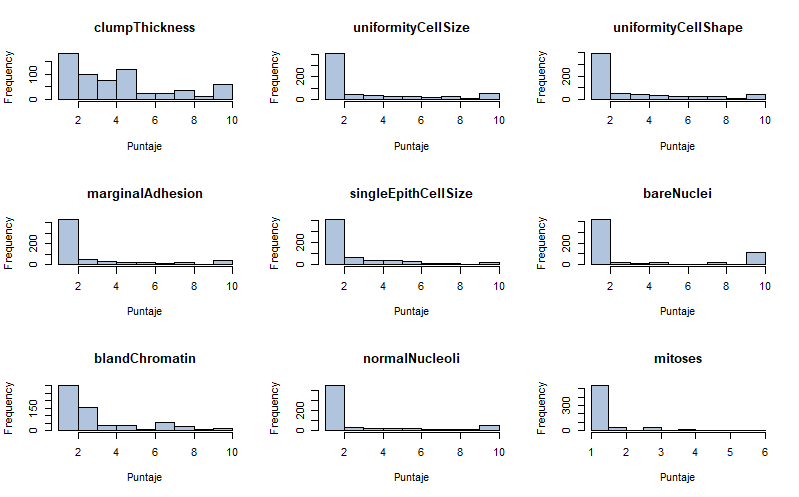 clumpThickness
Frequency
0 100
2 4 6 8 10
Puntaje
uniformityCellSize
Frequency
0 200
2 4 6 8 10
Puntaje
uniformityCellShape
Frequency
0 200
2 4 6 8 10
Puntaje
marginalAdhesion
Frequency
0 200
2 4 6 8 10
Puntaje
singleEpithCellSize
Frequency
0 200
2 4 6 8 10
Puntaje
bareNuclei
Frequency
0 200
2 4 6 8 10
Puntaje
blandChromatin
Frequency
0 150
2 4 6 8 10
Puntaje
normalNucleoli
Frequency
0 200
2 4 6 8 10
Puntaje
mitoses
Frequency
0 300
1 2 3 4 5 6
Puntaje